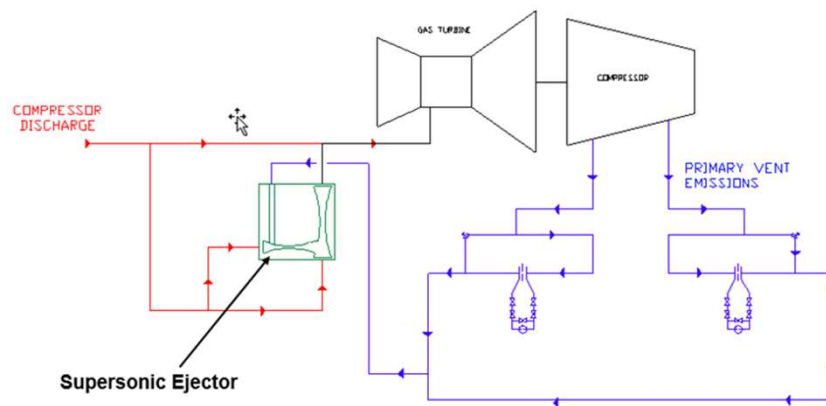 GAS TURBINE
COMPRESSOR
COMPRESSOR
DISCHARGE
PRIMARY VENT
EMISSIONS
Supersonic Ejector